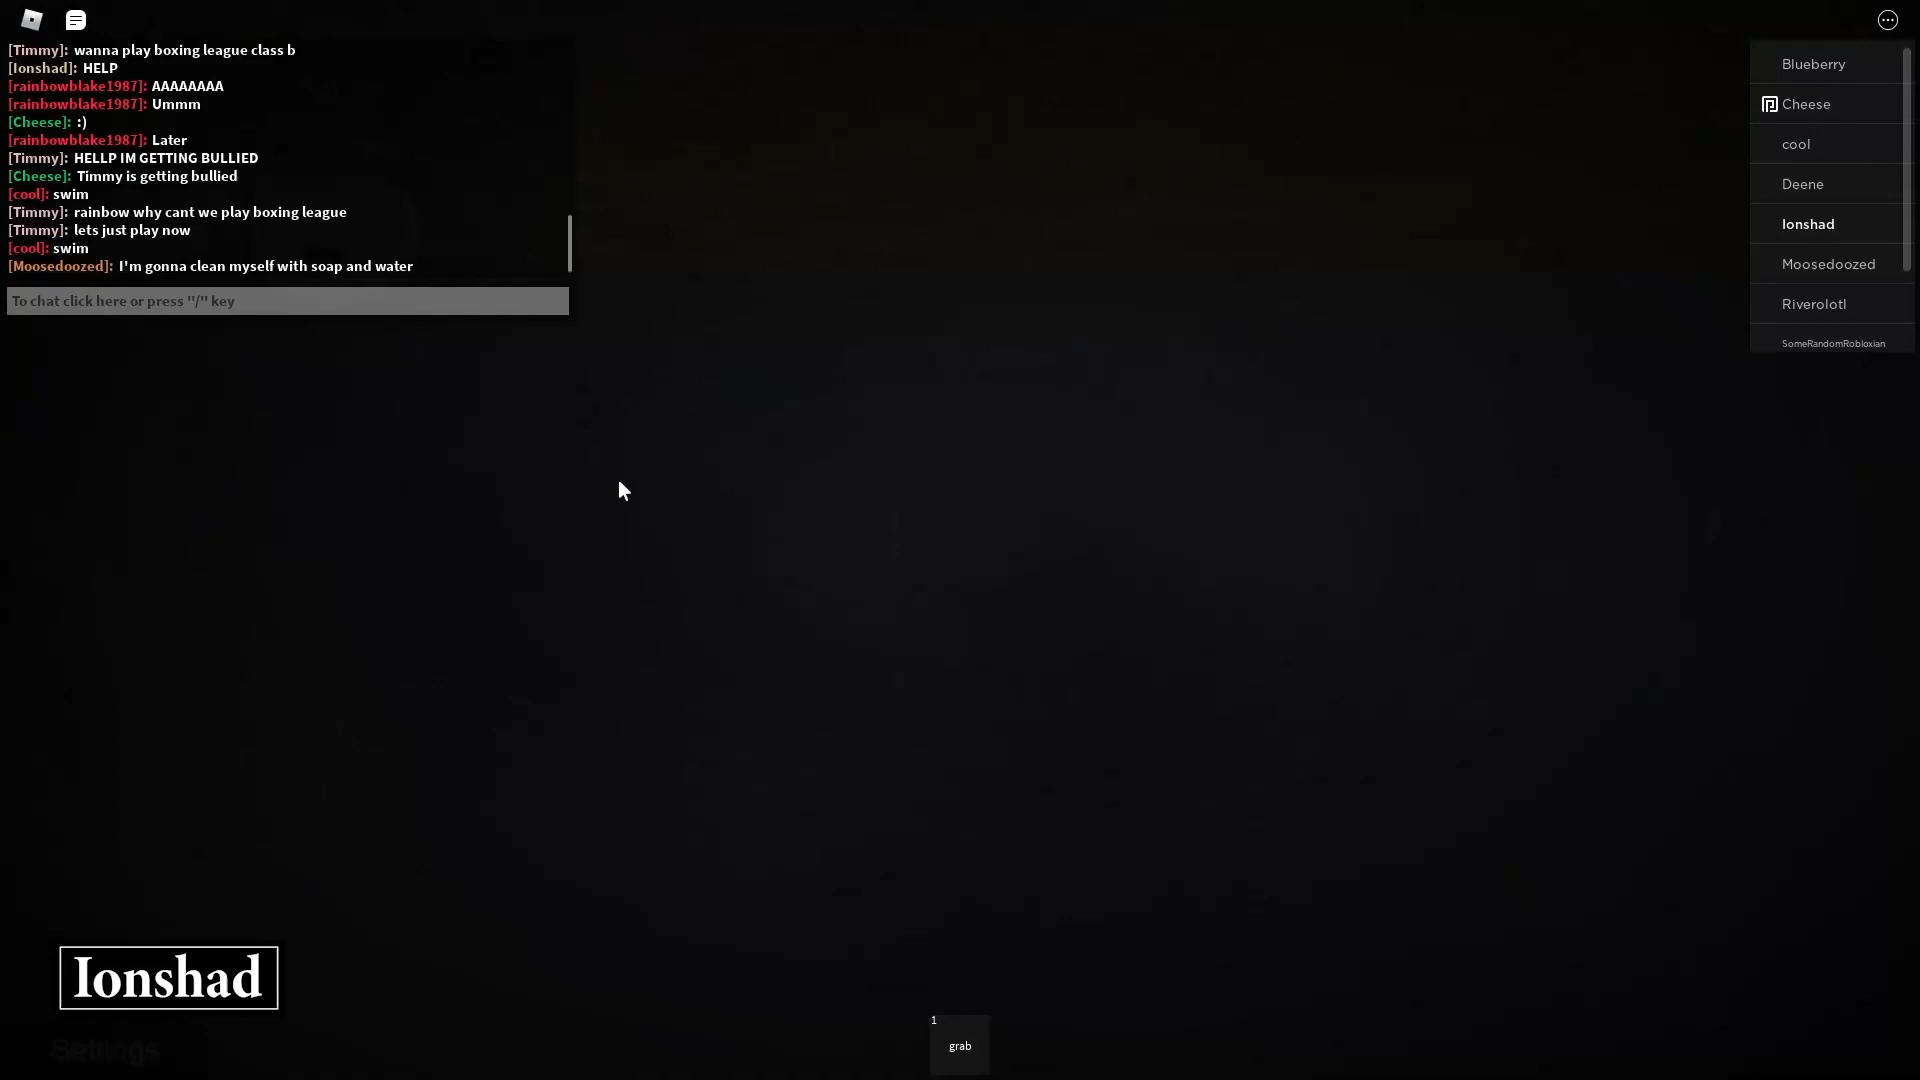 [Timmy]: wanna play boxing league class b
[Ionshad]: HELP
[rainbowblake1987]: AAAAAAAA
[rainbowblake1987]: Ummm
[Cheese]: :)
[rainbowblake1987]: Later
[Timmy]: HELLP IM GETTING BULLIED
[Cheese]: Timmy is getting bullied
[cool]: swim
[Timmy]: rainbow why cant we play boxing league
[Timmy]: lets just play now
[cool]: swim
[Moosedoozed]: I'm gonna clean myself with soap and water
To chat click here or press "/" key
Blueberry
Cheese
cool
Deene
Ionshad
Moosedoozed
Riverolotl
SomeRandomRobloxian
Ionshad
Settings
1
grab